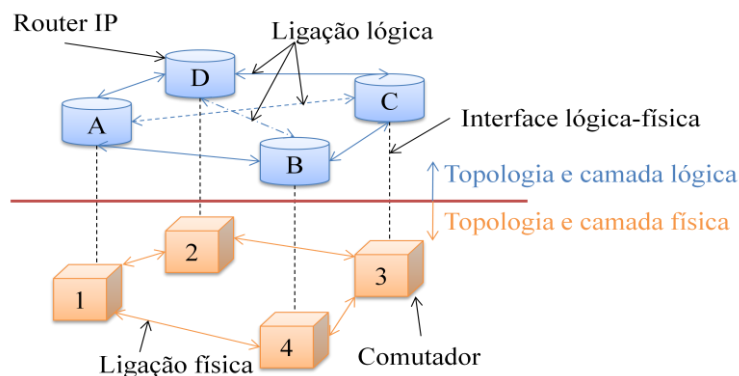 Router IP
Ligação lógica
D
C
A
B
Interface lógica-física
Topologia e camada lógica
Topologia e camada física
2
3
1
4
Ligação física
Comutador